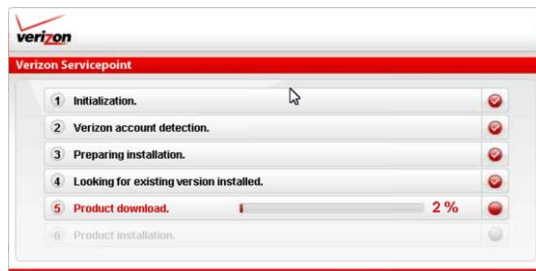 verizon
Verizon Servicepoint
1 Initialization.
2 Verizon account detection.
3 Preparing installation.
4 Looking for existing version installed.
5 Product download. 2 %
6 Product installation.